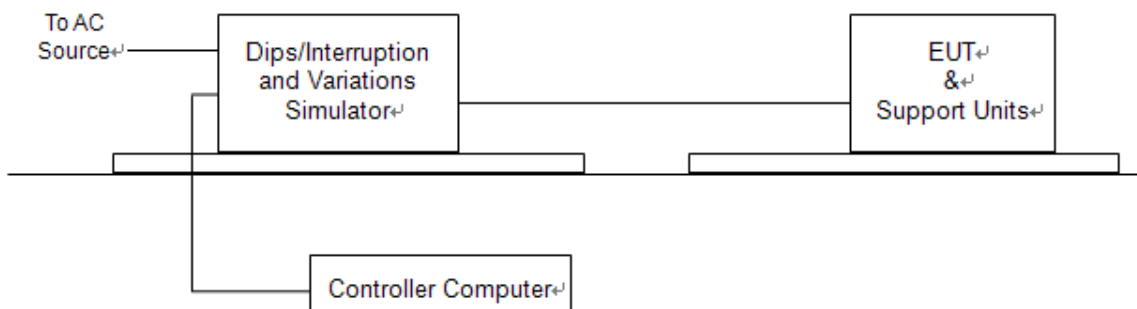 To AC
Source↵
Dips/Interruption
and Variations
Simulator↵
EUT↵
&↵
Support Units↵
Controller Computer↵